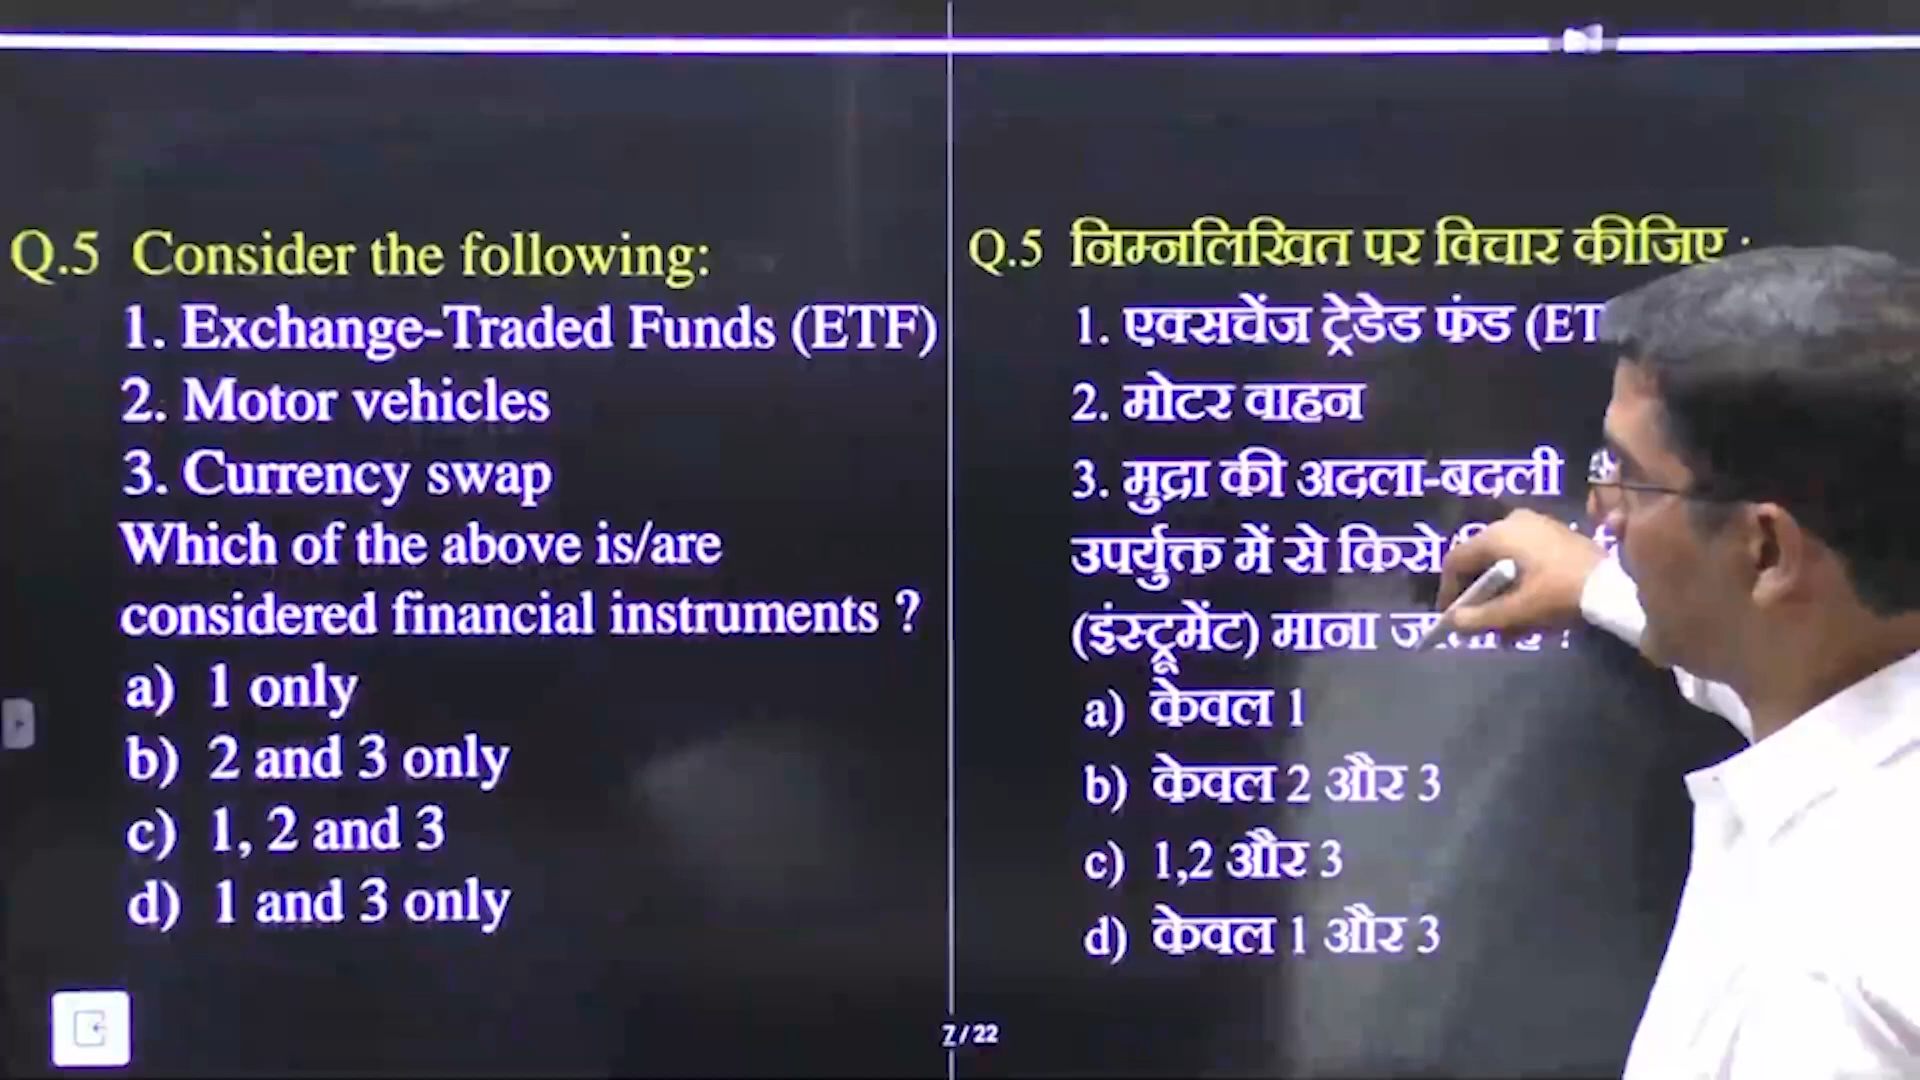 Q.5 Consider the following:
1. Exchange-Traded Funds (ETF)
2. Motor vehicles
3. Currency swap
Which of the above is/are
considered financial instruments ?
a) 1 only
b) 2 and 3 only
c) 1, 2 and 3
d) 1 and 3 only
Q.5 निम्नलिखित पर विचार कीजिए :
1. एक्सचेंज ट्रेडेड फंड (ET
2. मोटर वाहन
3. मुद्रा की अदला-बदली
उपर्युक्त में से किसे/
(इंस्ट्रूमेंट) माना
a) केवल 1
b) केवल 2 और 3
c) 1,2 और 3
d) केवल 1 और 3
7 / 22